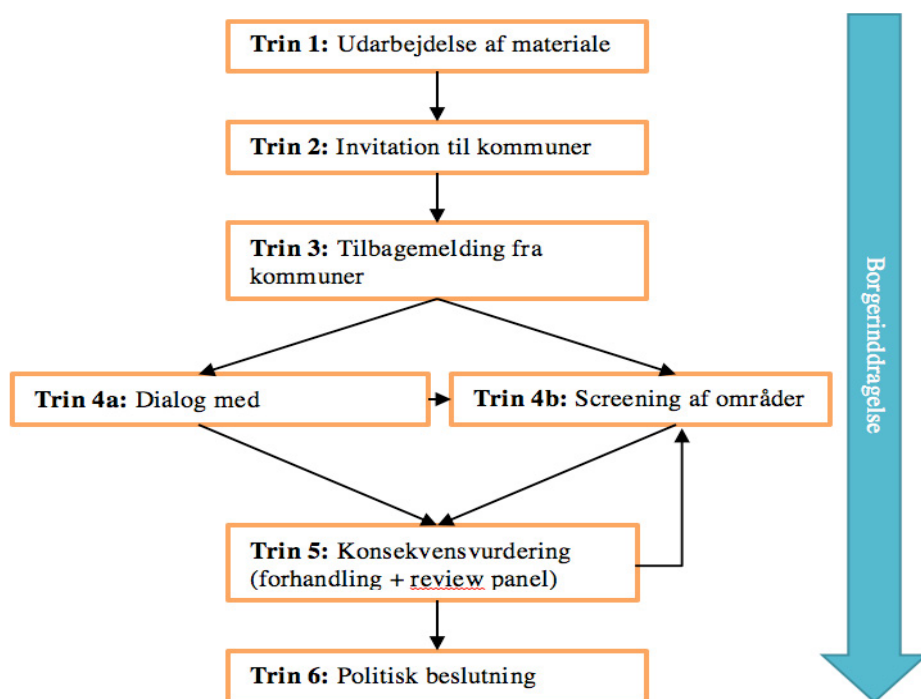 Trin 1: Udarbejdelse af materiale
Trin 2: Invitation til kommuner
Trin 3: Tilbagemelding fra
kommuner
Trin 4a: Dialog med
Trin 4b: Screening af områder
Trin 5: Konsekvensvurdering
(forhandling + review panel)
Trin 6: Politisk beslutning
Borgerinddragelse